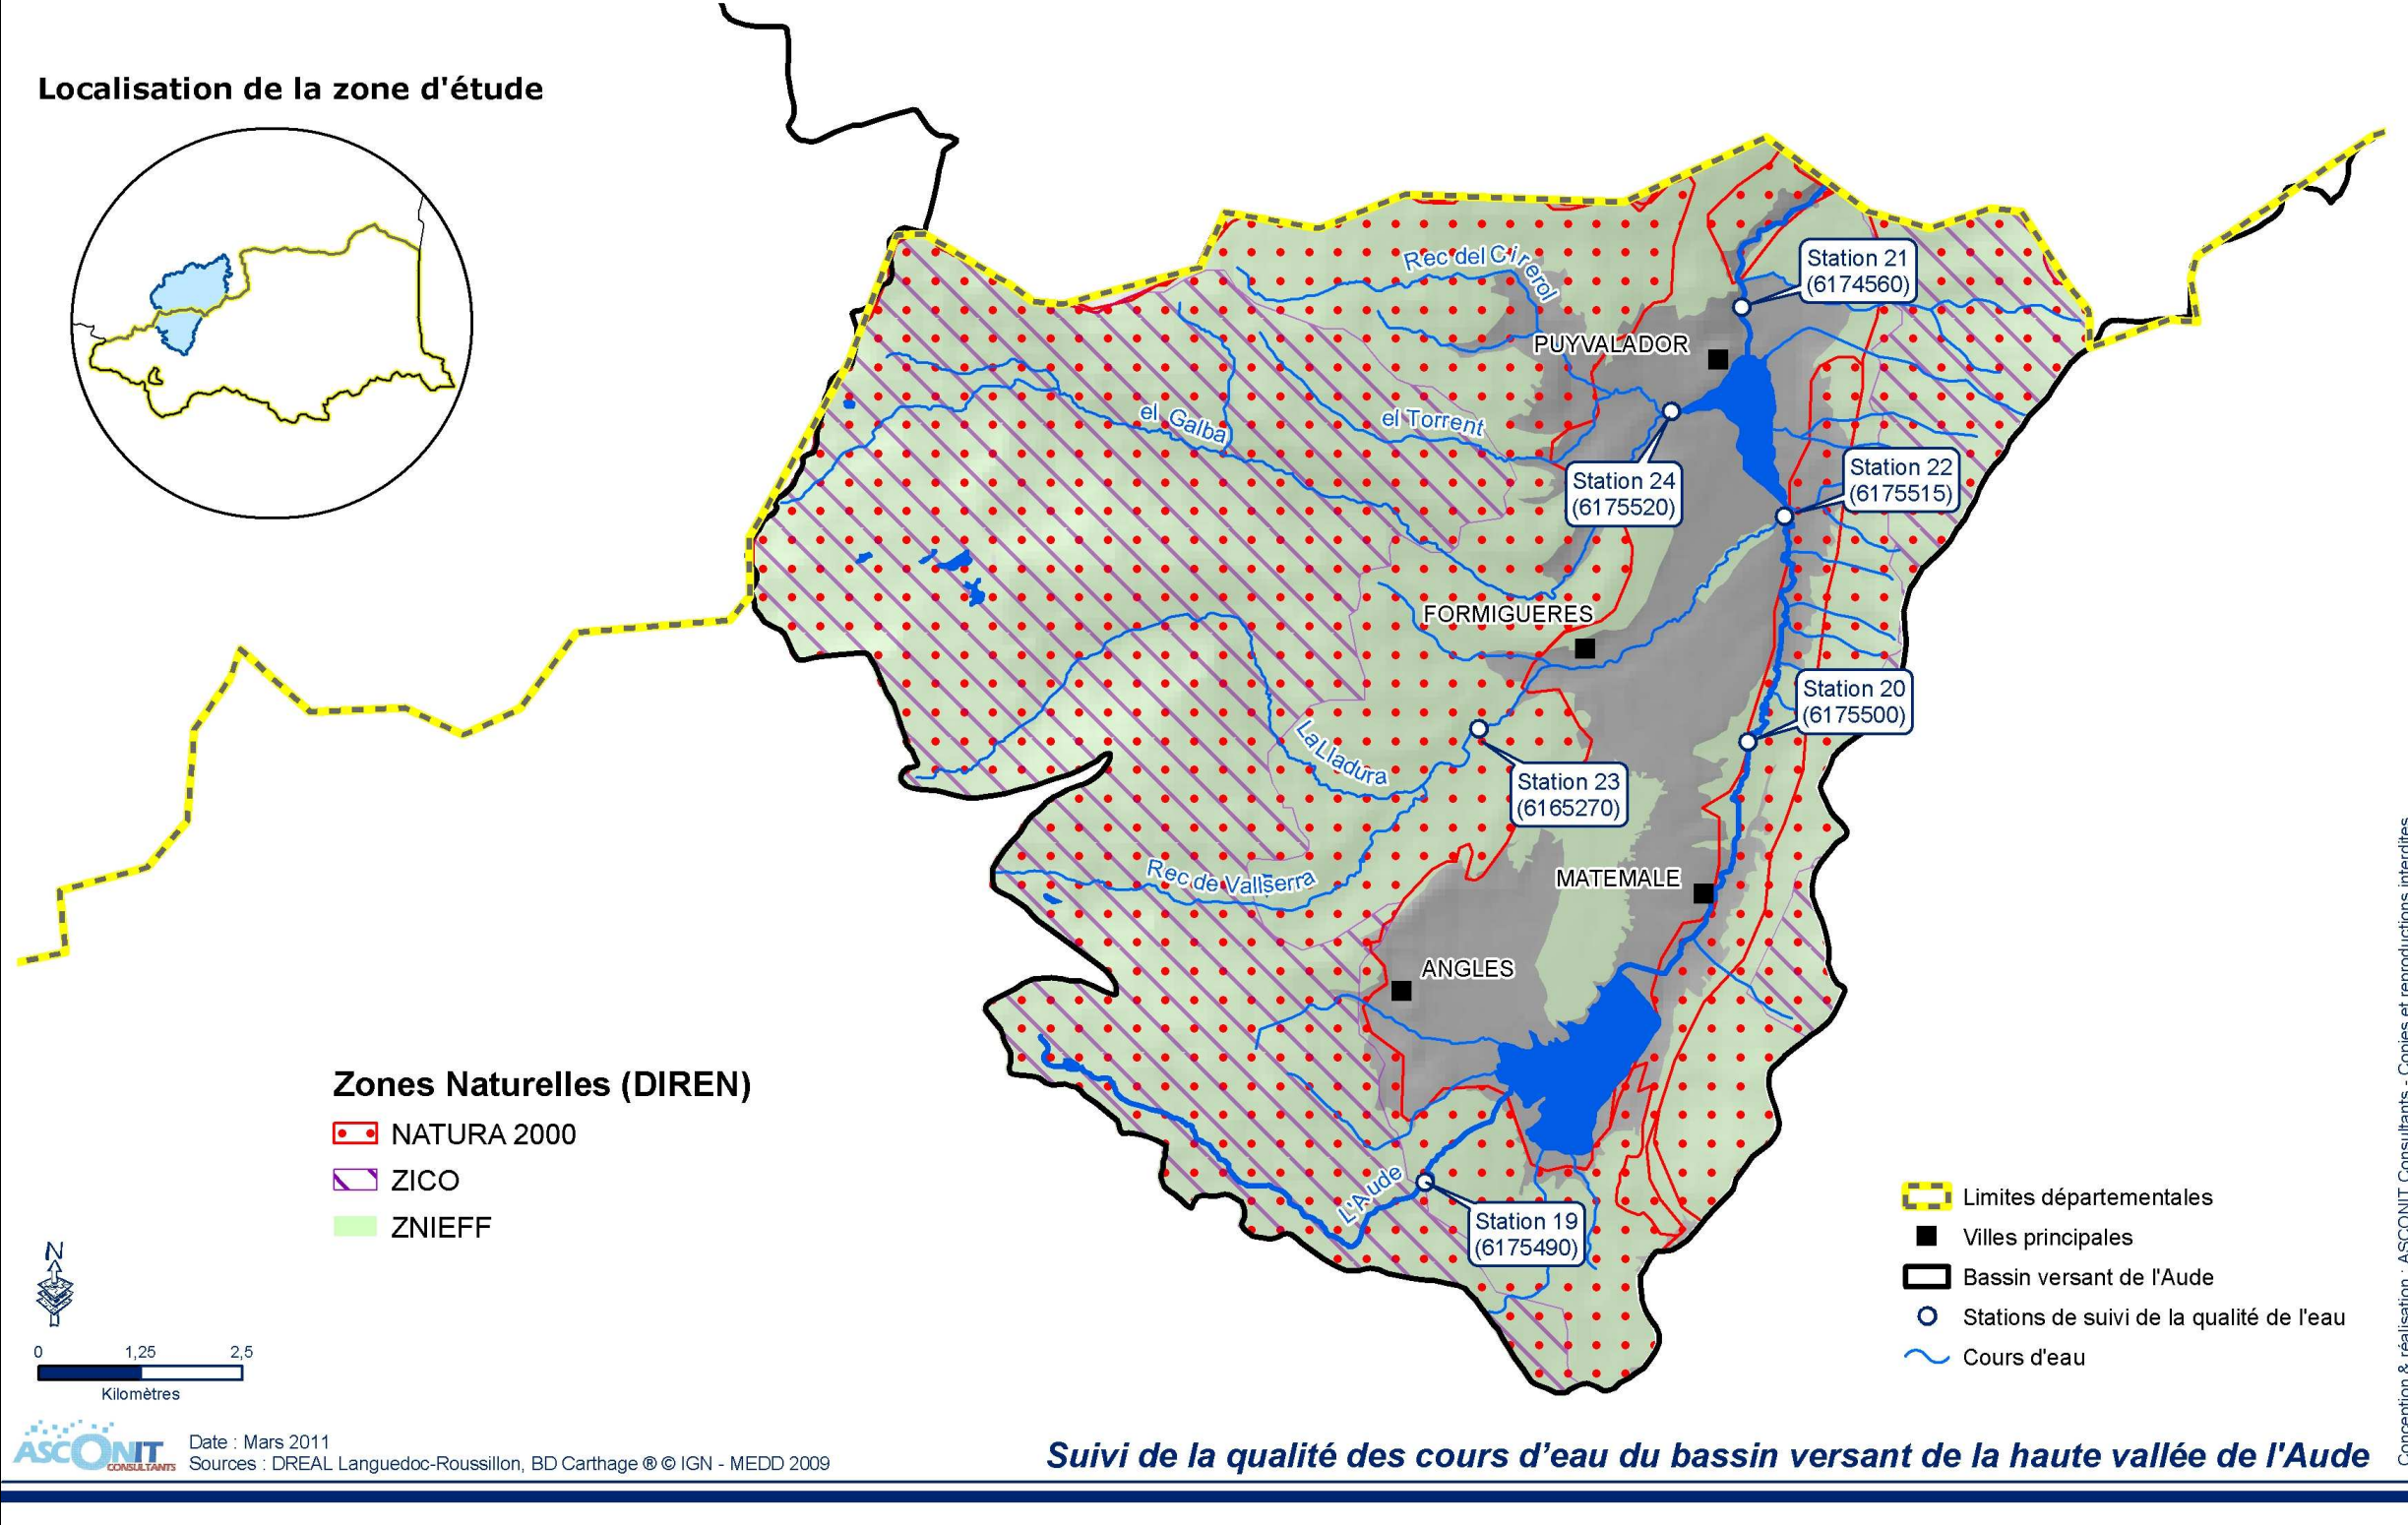 Localisation de la zone d'étude
Rec del Cirerol
Station 21
(6174560)
PUYVALADOR
el Galba
el Torrent
Station 24
(6175520)
Station 22
(6175515)
FORMIGUERES
Station 20
(6175500)
La Lladura
Station 23
(6165270)
Rec de Vallserra
MATEMALE
ANGLES
L'Aude
Station 19
(6175490)
Zones Naturelles (DIREN)
NATURA 2000
ZICO
ZNIEFF
N
0 1,25 2,5
Kilomètres
Limites départementales
Villes principales
Bassin versant de l'Aude
Stations de suivi de la qualité de l'eau
Cours d'eau
Conception & réalisation : ASCONIT Consultants - Copies et reproductions interdites
ASCONIT
CONSULTANTS
Date : Mars 2011
Sources : DREAL Languedoc-Roussillon, BD Carthage ® © IGN - MEDD 2009
Suivi de la qualité des cours d’eau du bassin versant de la haute vallée de l'Aude